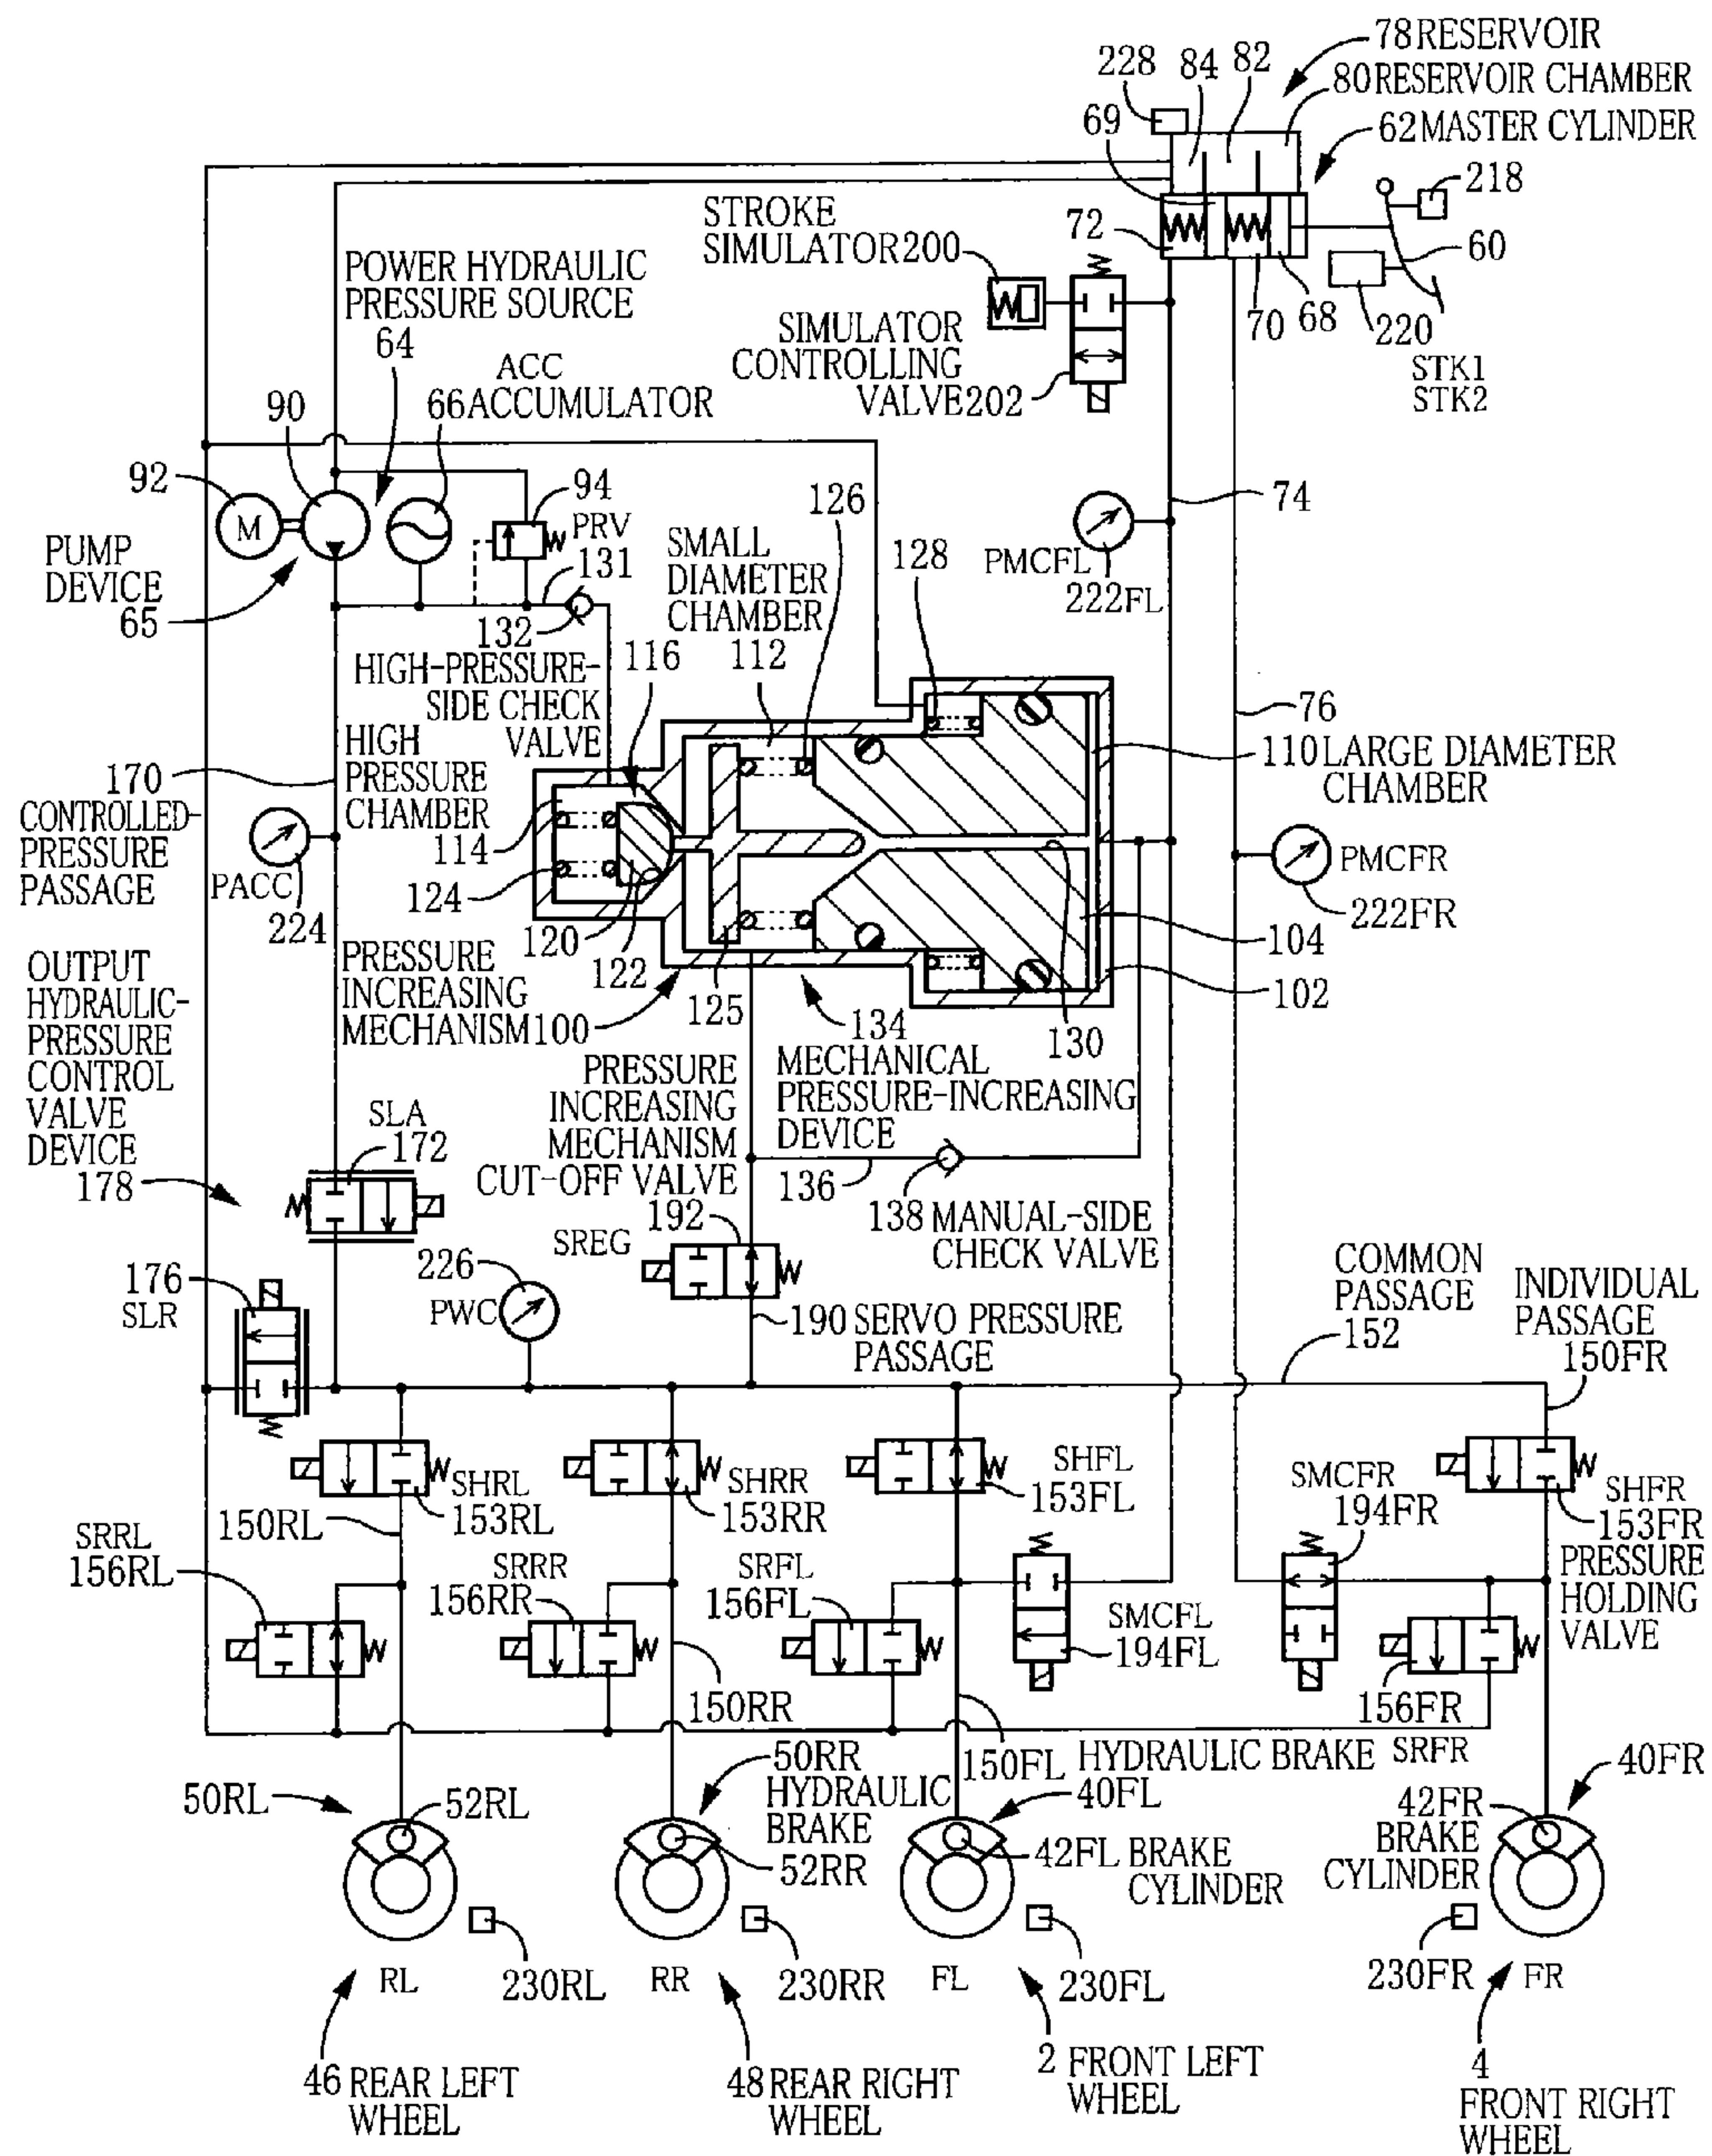 78 RESERVOIR
80 RESERVOIR CHAMBER
62 MASTER CYLINDER
228
84
82
69
218
STROKE
SIMULATOR 200
72
60
POWER HYDRAULIC
PRESSURE SOURCE
64
SIMULATOR
CONTROLLING
VALVE 202
70
68
220
STK1
STK2
ACC
66 ACCUMULATOR
90
92
M
94
PRV
126
74
PUMP
DEVICE
65
131
SMALL
DIAMETER
CHAMBER
112
128
PMCFL
222FL
132
HIGH-PRESSURE-
SIDE CHECK
VALVE
116
76
170
CONTROLLED-
PRESSURE
PASSAGE
HIGH
PRESSURE
CHAMBER
114
110 LARGE DIAMETER
CHAMBER
PACC
224
124
PMCFR
222FR
120
122
125
104
102
OUTPUT
HYDRAULIC-
PRESSURE
CONTROL
VALVE
DEVICE
178
PRESSURE
INCREASING
MECHANISM 100
134
MECHANICAL
PRESSURE-INCREASING
DEVICE
130
PRESSURE
INCREASING
MECHANISM
CUT-OFF VALVE
192
SLA
172
136
138 MANUAL-SIDE
CHECK VALVE
SREG
176
SLR
226
PWC
190 SERVO PRESSURE
PASSAGE
COMMON
PASSAGE
152
INDIVIDUAL
PASSAGE
150FR
SHRL
153RL
SHRR
153RR
SHFL
153FL
SMCFR
194FR
SHFR
153FR
PRESSURE
HOLDING
VALVE
150RL
SRRL
156RL
SRRR
156RR
SRFL
156FL
SMCFL
194FL
156FR
SRFR
150RR
150FL
HYDRAULIC BRAKE
40FL
50RL
52RL
50RR
HYDRAULIC
BRAKE
52RR
42FL BRAKE
CYLINDER
42FR
BRAKE
CYLINDER
40FR
230RL
230RR
230FL
230FR
RL
RR
FL
FR
46 REAR LEFT
WHEEL
48 REAR RIGHT
WHEEL
2 FRONT LEFT
WHEEL
4
FRONT RIGHT
WHEEL